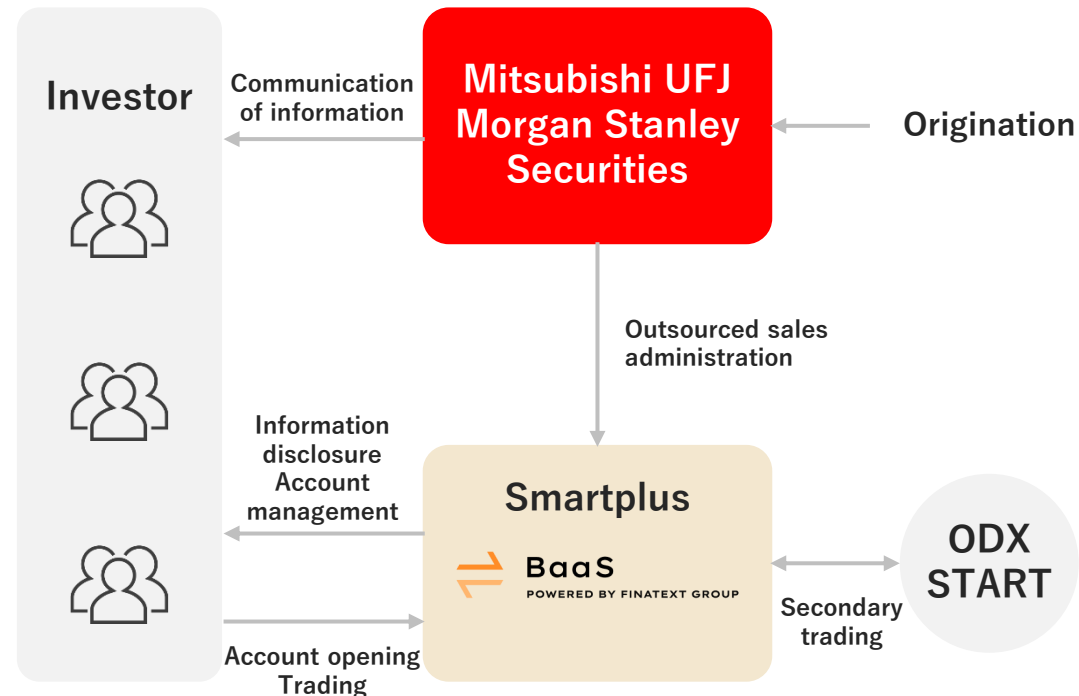 Investor
Communication
of information
Mitsubishi UFJ
Morgan Stanley
Securities
Origination
Outsourced sales
administration
Information
disclosure
Account
management
Smartplus
BaaS
POWERED BY FINATEXT GROUP
ODX
START
Secondary
trading
Account opening
Trading